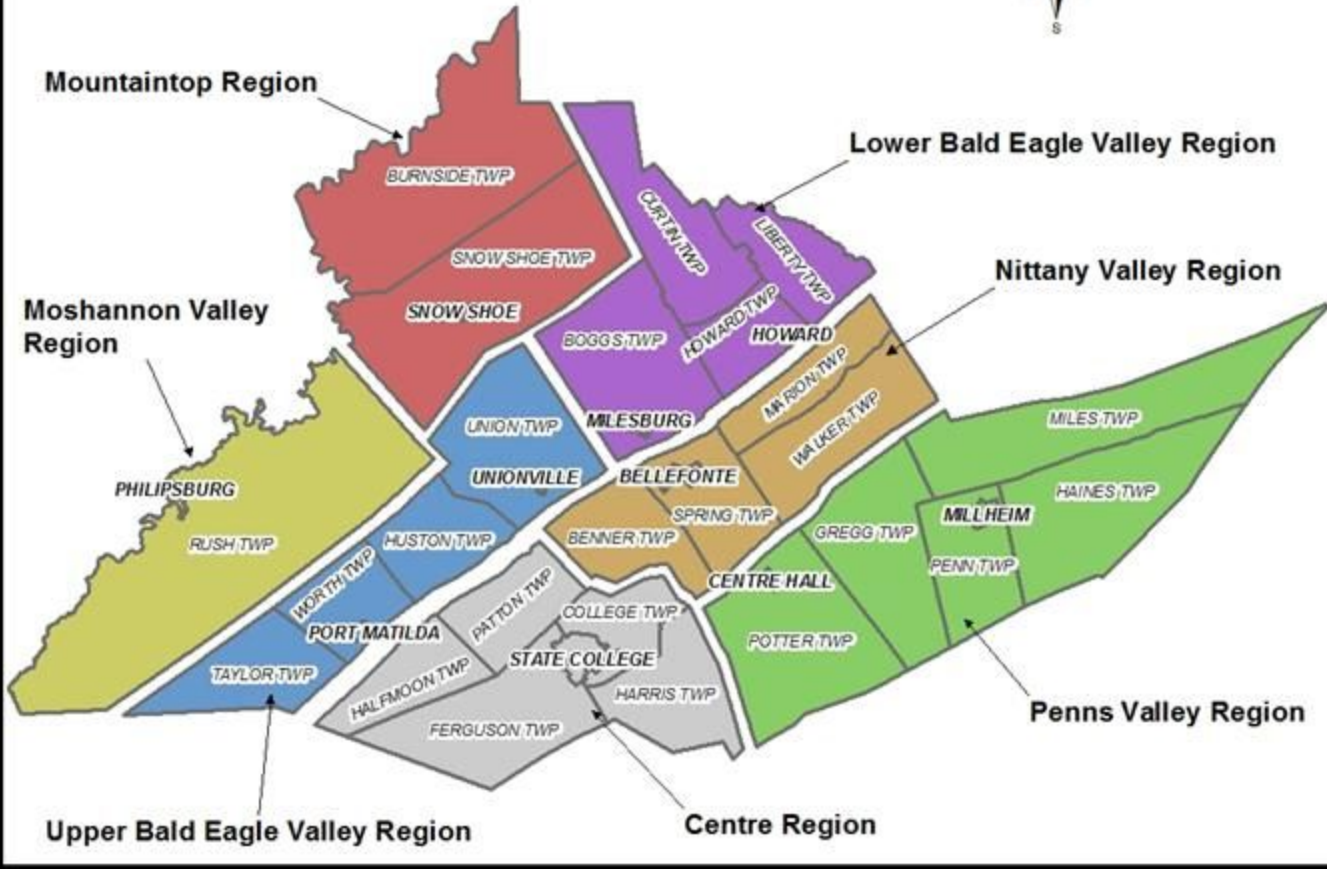 S
Mountaintop Region
Lower Bald Eagle Valley Region
BURNSIDE TWP
CURTIN TWP
LIBERTY TWP
SNOW SHOE TWP
Nittany Valley Region
SNOW SHOE
Moshannon Valley
Region
BOGGS TWP
HOWARD TWP
HOWARD
MARION TWP
MILESBURG
UNION TWP
WALKER TWP
MILES TWP
UNIONVILLE
BELLEFONTE
PHILIPSBURG
HAINES TWP
SPRING TWP
MILLHEIM
GREGG TWP
RUSH TWP
HUSTON TWP
BENNER TWP
PENN TWP
WORTH TWP
CENTRE HALL
PATTON TWP
COLLEGE TWP
PORT MATILDA
POTTER TWP
STATE COLLEGE
TAYLOR TWP
HALFMOON TWP
HARRIS TWP
Penns Valley Region
FERGUSON TWP
Upper Bald Eagle Valley Region
Centre Region